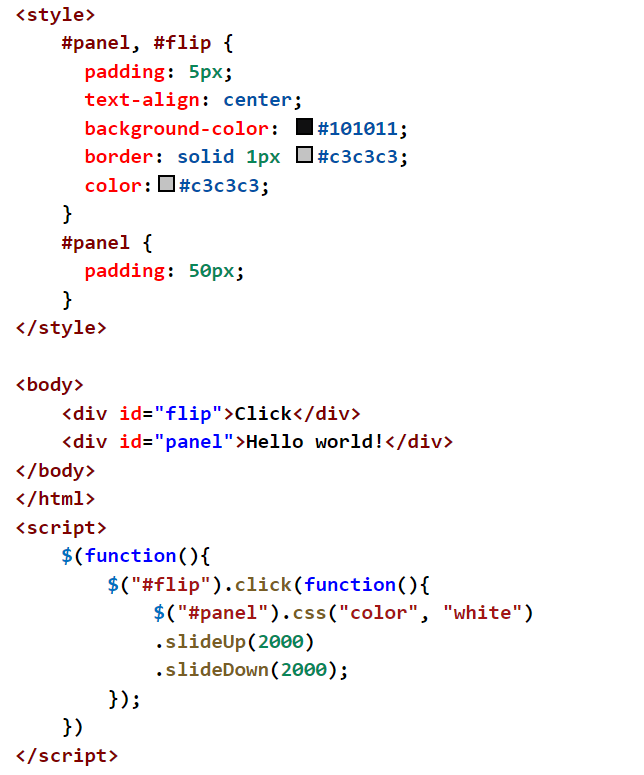 <style>
    #panel, #flip {
      padding: 5px;
      text-align: center;
      background-color: #101011;
      border: solid 1px #c3c3c3;
      color: #c3c3c3;
    }
    #panel {
      padding: 50px;
    }
</style>

<body>
    <div id="flip">Click</div>
    <div id="panel">Hello world!</div>
</body>
</html>
<script>
    $(function(){
        $("#flip").click(function(){
            $("#panel").css("color", "white")
            .slideUp(2000)
            .slideDown(2000);
        });
    })
</script>